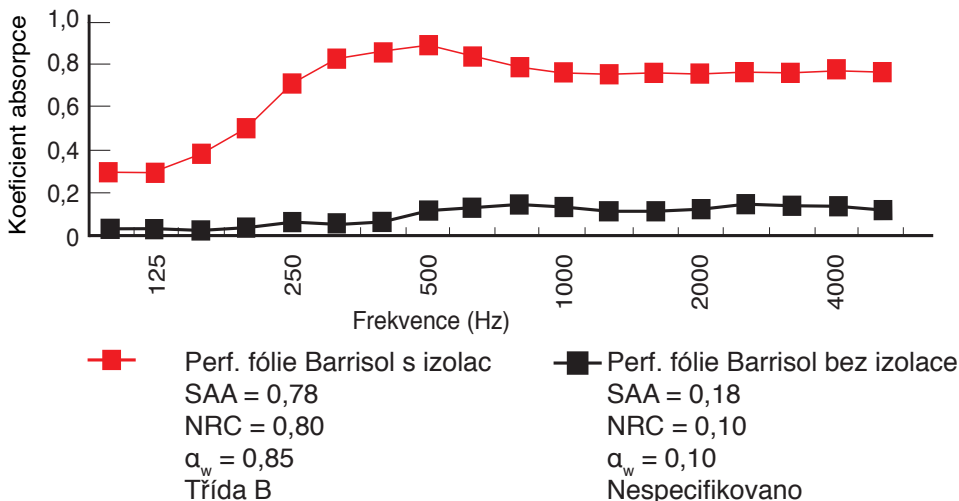 Koeficient absorpce
1,0
0,8
0,6
0,4
0,2
0
125
250
500
1000
2000
4000
Frekvence (Hz)
Perf. fólie Barrisol s izolac
SAA = 0,78
NRC = 0,80
αw = 0,85
Třída B
Perf. fólie Barrisol bez izolace
SAA = 0,18
NRC = 0,10
αw = 0,10
Nespecifikovano